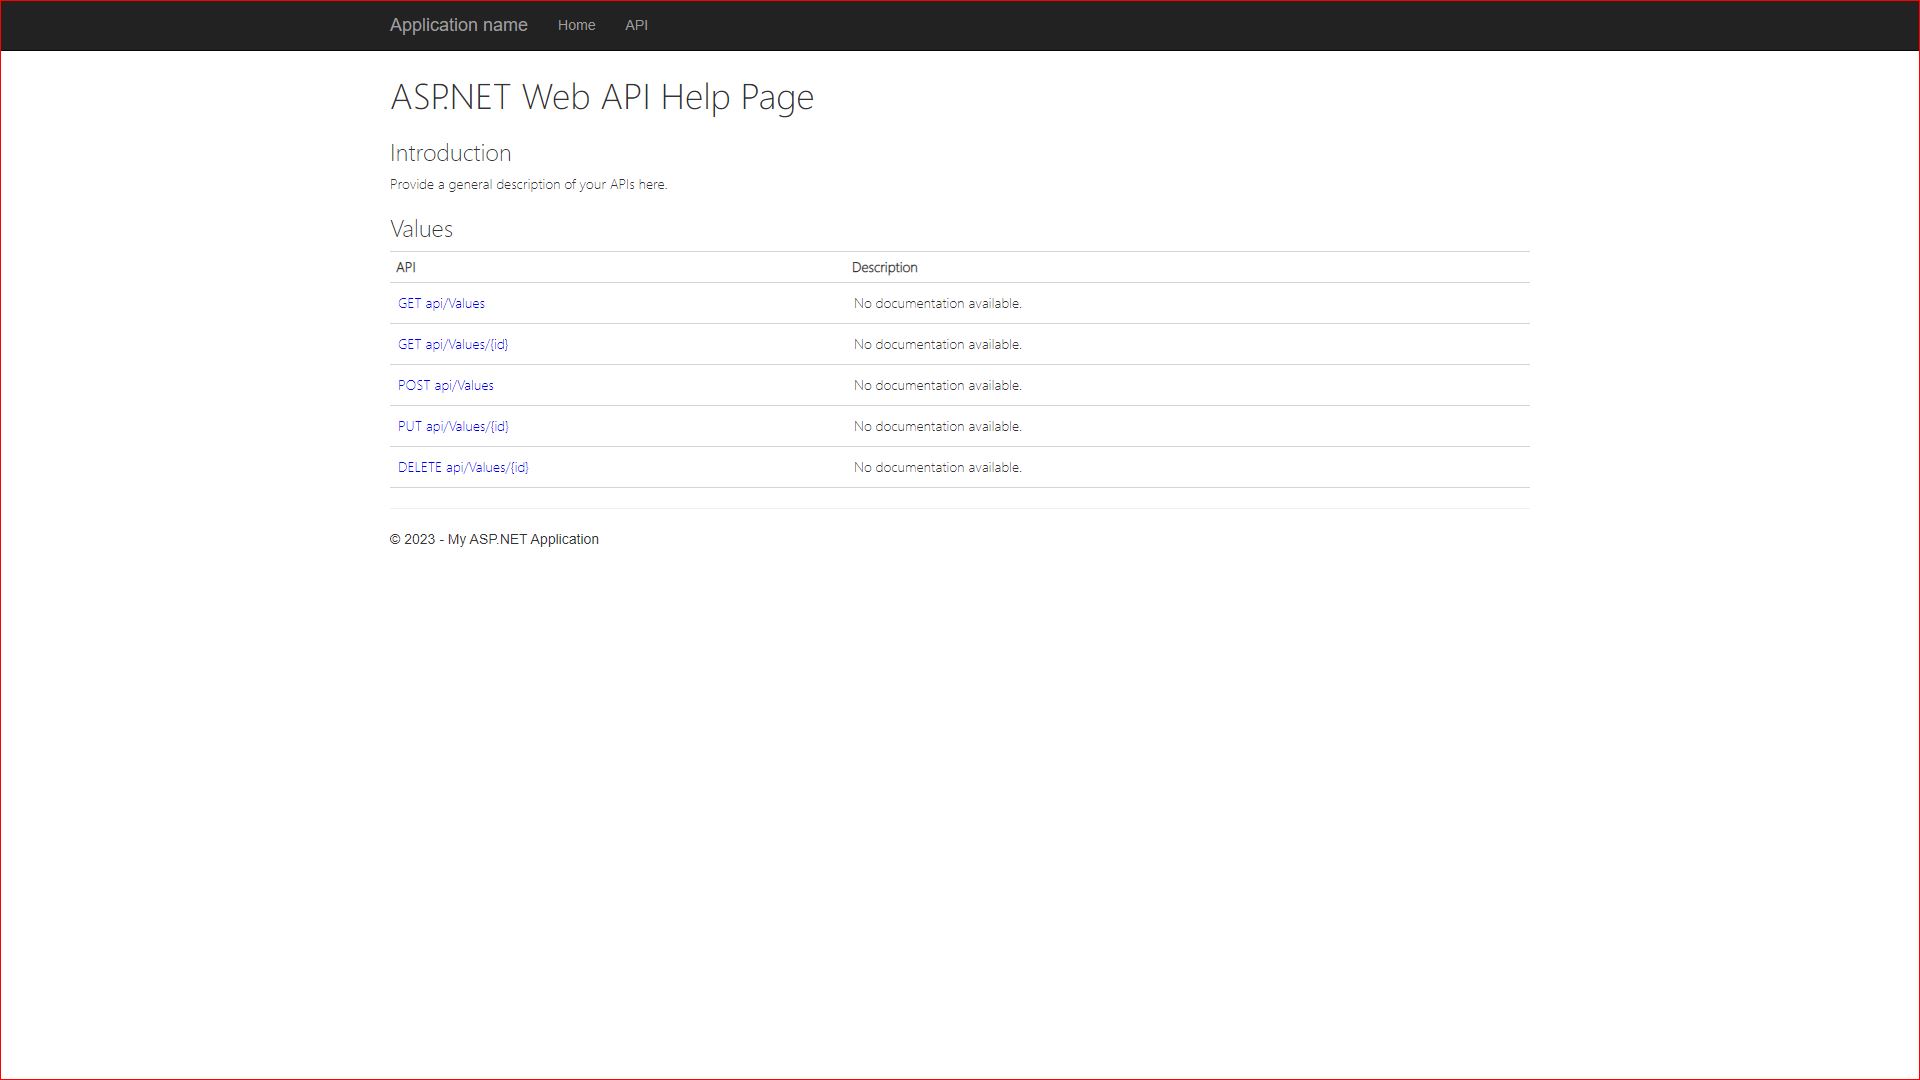 Application name Home API
ASP.NET Web API Help Page
Introduction
Provide a general description of your APIs here.
Values
API Description
GET api/Values No documentation available.
GET api/Values/{id} No documentation available.
POST api/Values No documentation available.
PUT api/Values/{id} No documentation available.
DELETE api/Values/{id} No documentation available.
© 2023 - My ASP.NET Application